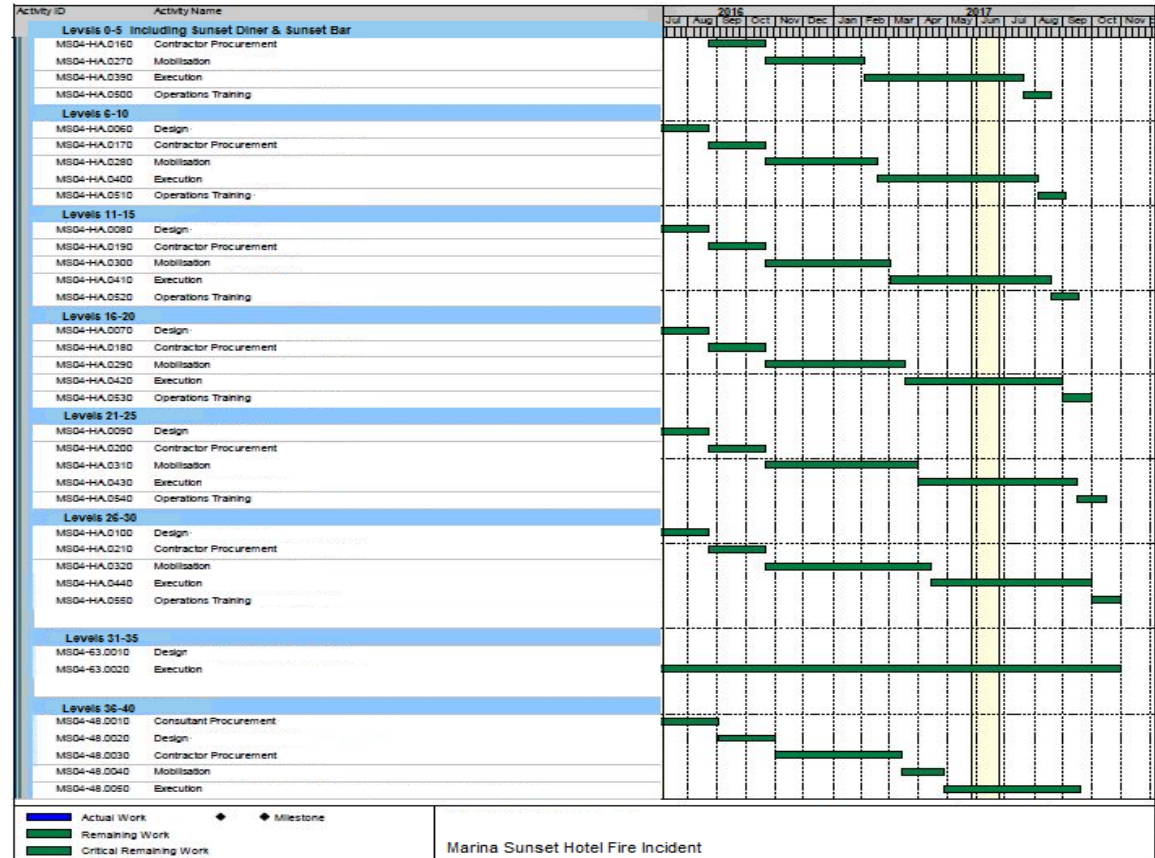 Activity ID Activity Name 2016 2017
Jul Aug Sep Oct Nov Dec Jan Feb Mar Apr May Jun Jul Aug Sep Oct Nov
Levels 0-5 Including Sunset Diner & Sunset Bar
MS04-HA.0160 Contractor Procurement
MS04-HA.0270 Mobilisation
MS04-HA.0390 Execution
MS04-HA.0500 Operations Training
Levels 6-10
MS04-HA.0060 Design
MS04-HA.0170 Contractor Procurement
MS04-HA.0280 Mobilisation
MS04-HA.0400 Execution
MS04-HA.0510 Operations Training
Levels 11-15
MS04-HA.0080 Design
MS04-HA.0190 Contractor Procurement
MS04-HA.0300 Mobilisation
MS04-HA.0410 Execution
MS04-HA.0520 Operations Training
Levels 16-20
MS04-HA.0070 Design
MS04-HA.0180 Contractor Procurement
MS04-HA.0290 Mobilisation
MS04-HA.0420 Execution
MS04-HA.0530 Operations Training
Levels 21-25
MS04-HA.0090 Design
MS04-HA.0200 Contractor Procurement
MS04-HA.0310 Mobilisation
MS04-HA.0430 Execution
MS04-HA.0540 Operations Training
Levels 26-30
MS04-HA.0100 Design
MS04-HA.0210 Contractor Procurement
MS04-HA.0320 Mobilisation
MS04-HA.0440 Execution
MS04-HA.0550 Operations Training
Levels 31-35
MS04-63.0010 Design
MS04-63.0020 Execution
Levels 36-40
MS04-48.0010 Consultant Procurement
MS04-48.0020 Design
MS04-48.0030 Contractor Procurement
MS04-48.0040 Mobilisation
MS04-48.0050 Execution
Actual Work Milestone
Remaining Work
Critical Remaining Work
Marina Sunset Hotel Fire Incident